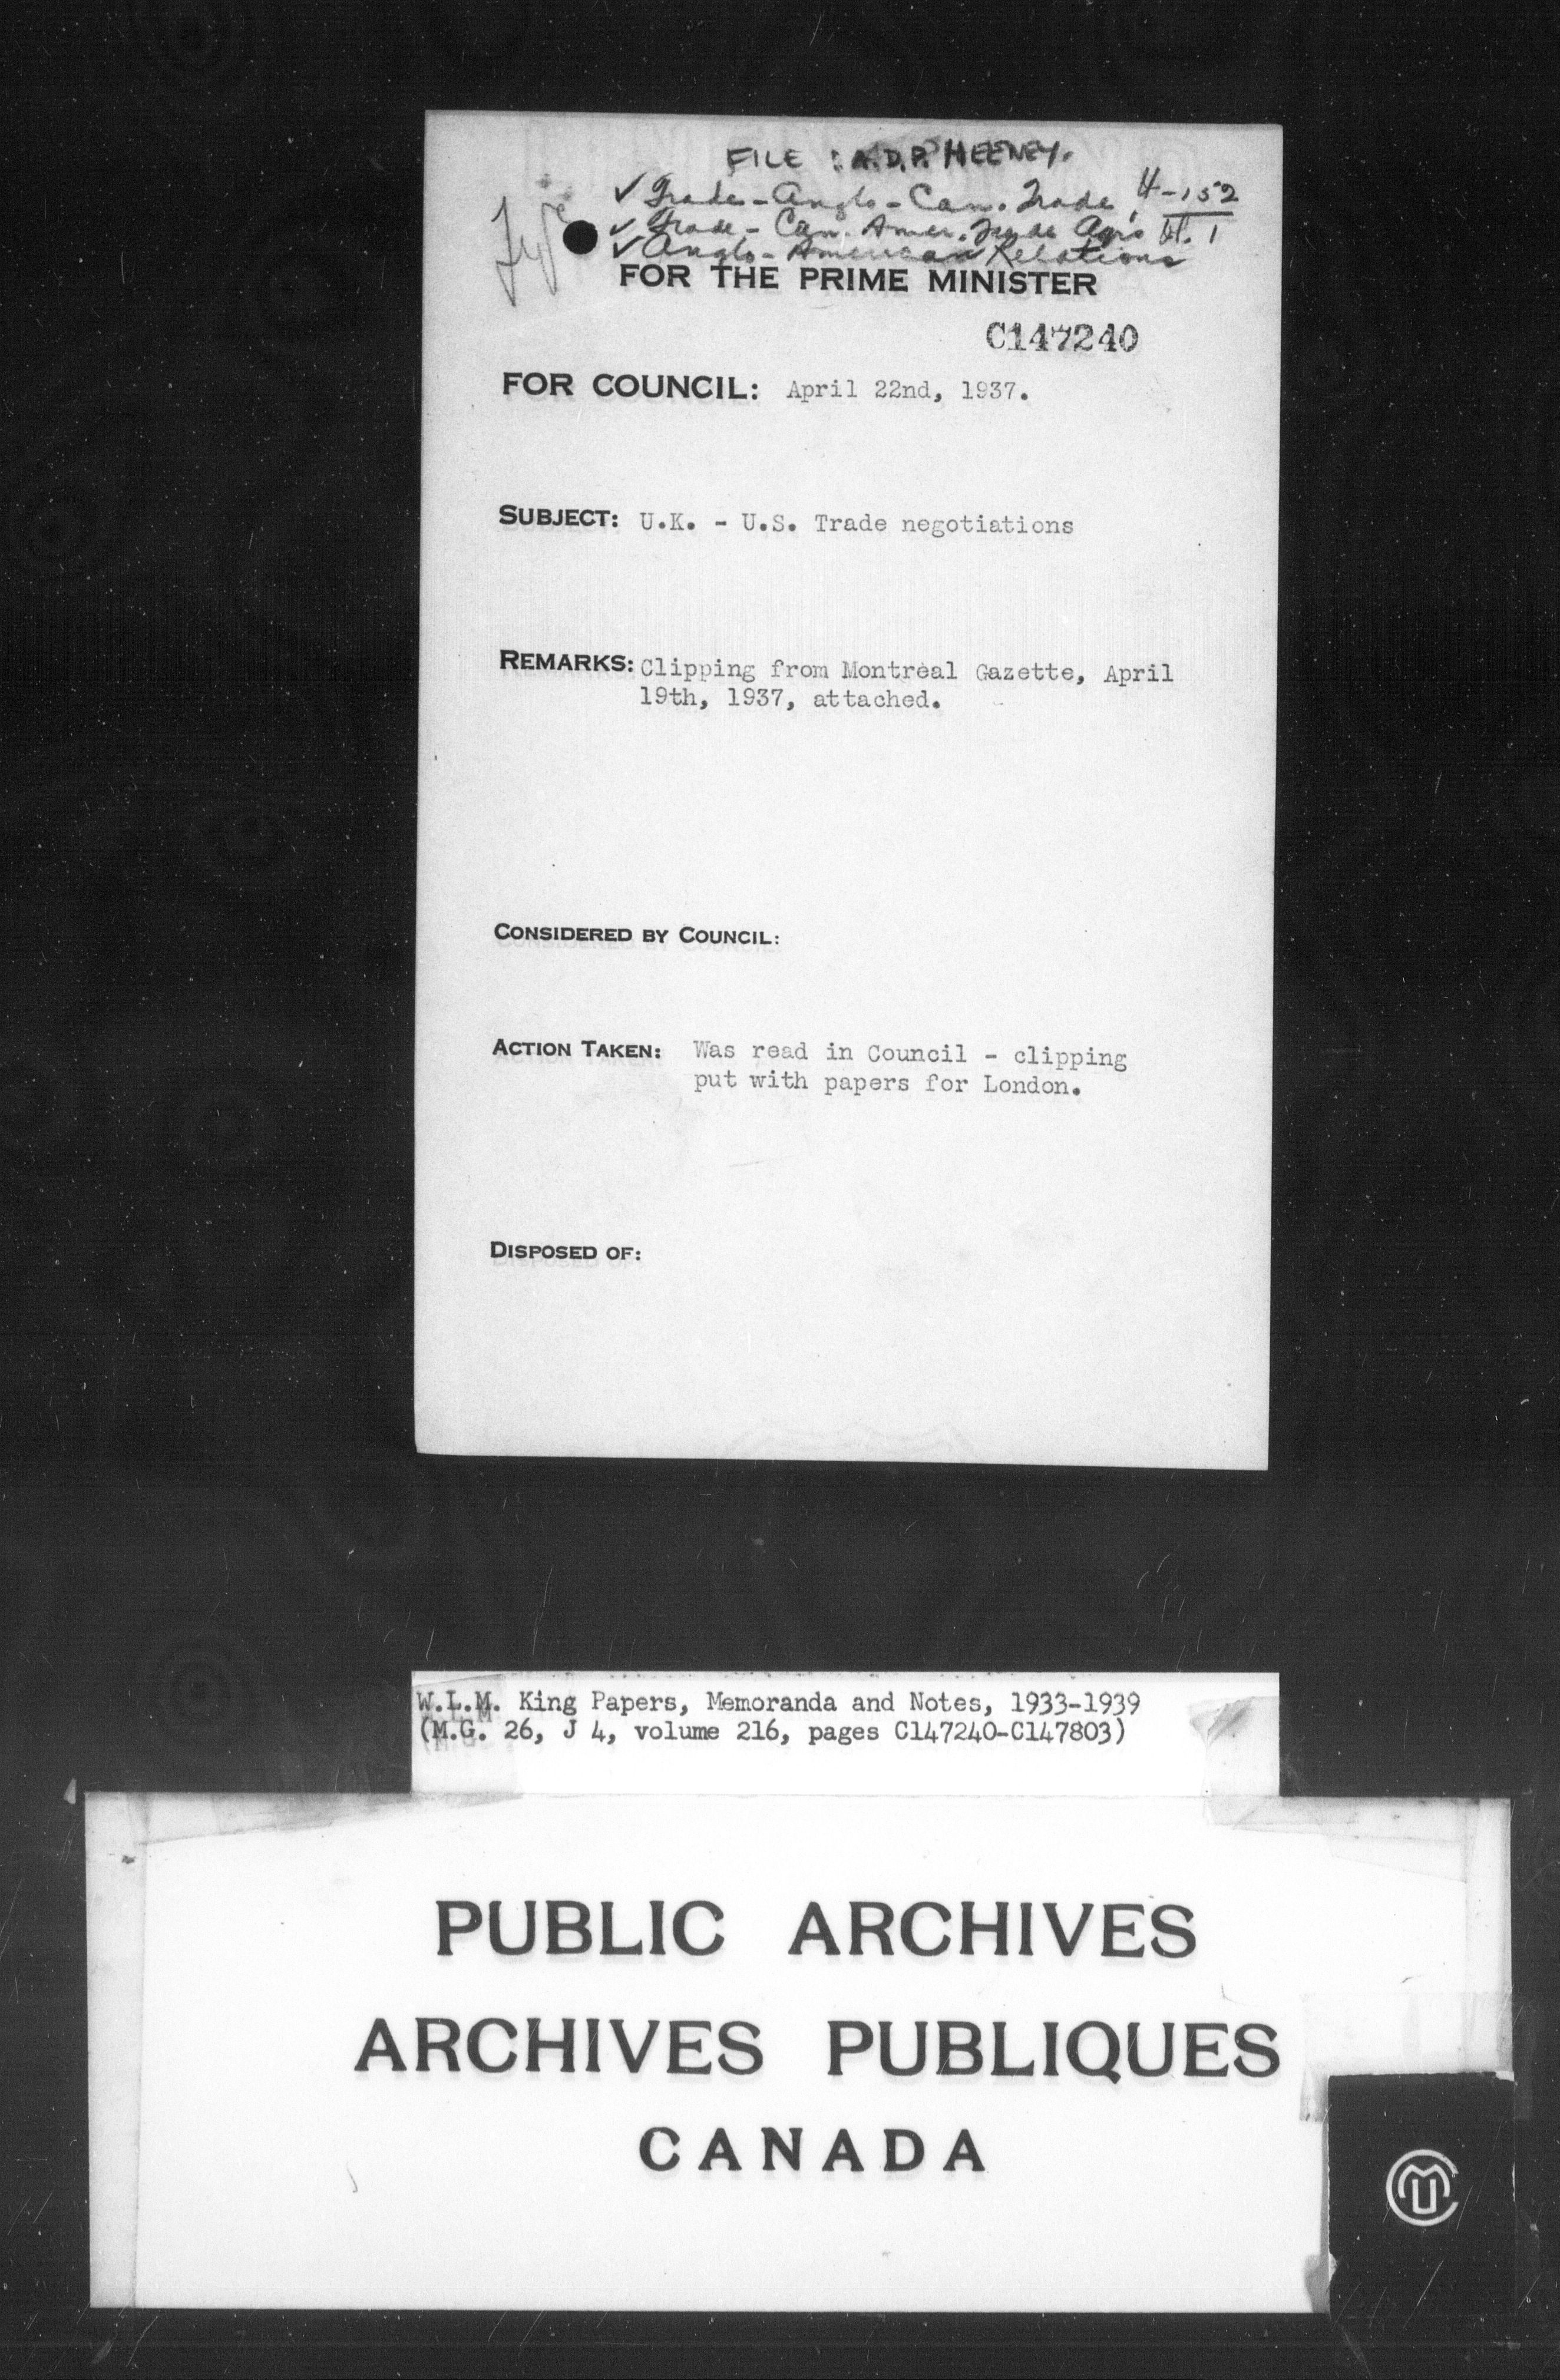 FILE : A.D.P. HEENEY.
✓ Trade - Anglo - Can. Trade, H-152
✓ Trade - Can. Amer. Trade Agr's
✓ Anglo-American Relations
FOR THE PRIME MINISTER
C147240
FOR COUNCIL: April 22nd, 1937.
SUBJECT: U.K. - U.S. Trade negotiations
REMARKS: Clipping from Montreal Gazette, April
19th, 1937, attached.
CONSIDERED BY COUNCIL:
ACTION TAKEN: Was read in Council - clipping
put with papers for London.
DISPOSED OF:
W.L.M. King Papers, Memoranda and Notes, 1933-1939
(M.G. 26, J 4, volume 216, pages C147240-C147803)
PUBLIC ARCHIVES
ARCHIVES PUBLIQUES
CANADA